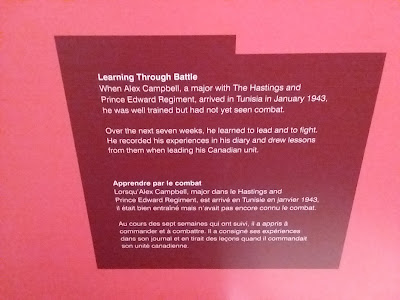 Learning Through Battle
When Alex Campbell, a major with The Hastings and
Prince Edward Regiment, arrived in Tunisia in January 1943,
he was well trained but had not yet seen combat.
Over the next seven weeks, he learned to lead and to fight.
He recorded his experiences in his diary and drew lessons
from them when leading his Canadian unit.
Apprendre par le combat
Lorsqu'Alex Campbell, major dans le Hastings and
Prince Edward Regiment, est arrivé en Tunisie en janvier 1943,
il était bien entraîné mais n'avait pas encore connu le combat.
Au cours des sept semaines qui ont suivi, il a appris à
commander et à combattre. Il a consigné ses expériences
dans son journal et en tirait des leçons quand il commandait
son unité canadienne.